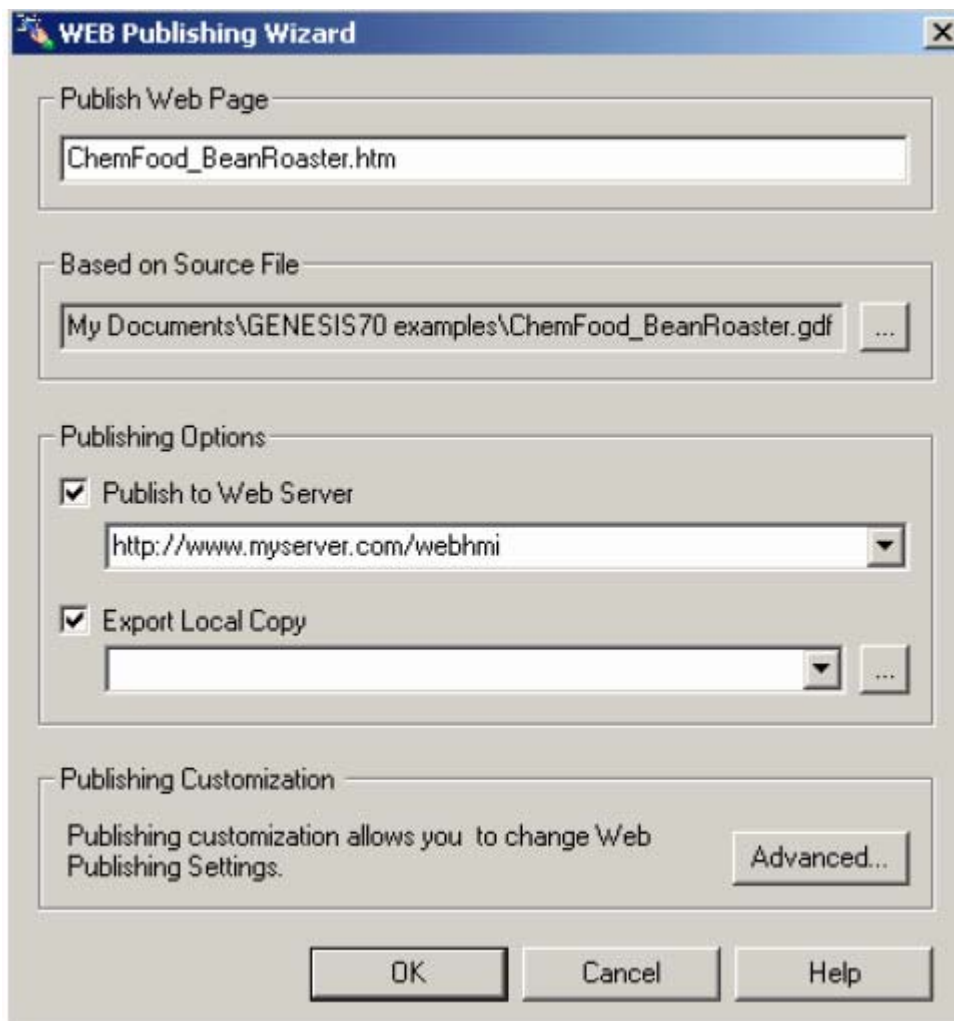 WEB Publishing Wizard
Publish Web Page
ChemFood_BeanRoaster.htm
Based on Source File
My Documents\GENESIS70 examples\ChemFood_BeanRoaster.gdf
...
Publishing Options
Publish to Web Server
http://www.myserver.com/webhmi
Export Local Copy
...
Publishing Customization
Publishing customization allows you  to change Web
Publishing Settings.
Advanced...
OK
Cancel
Help